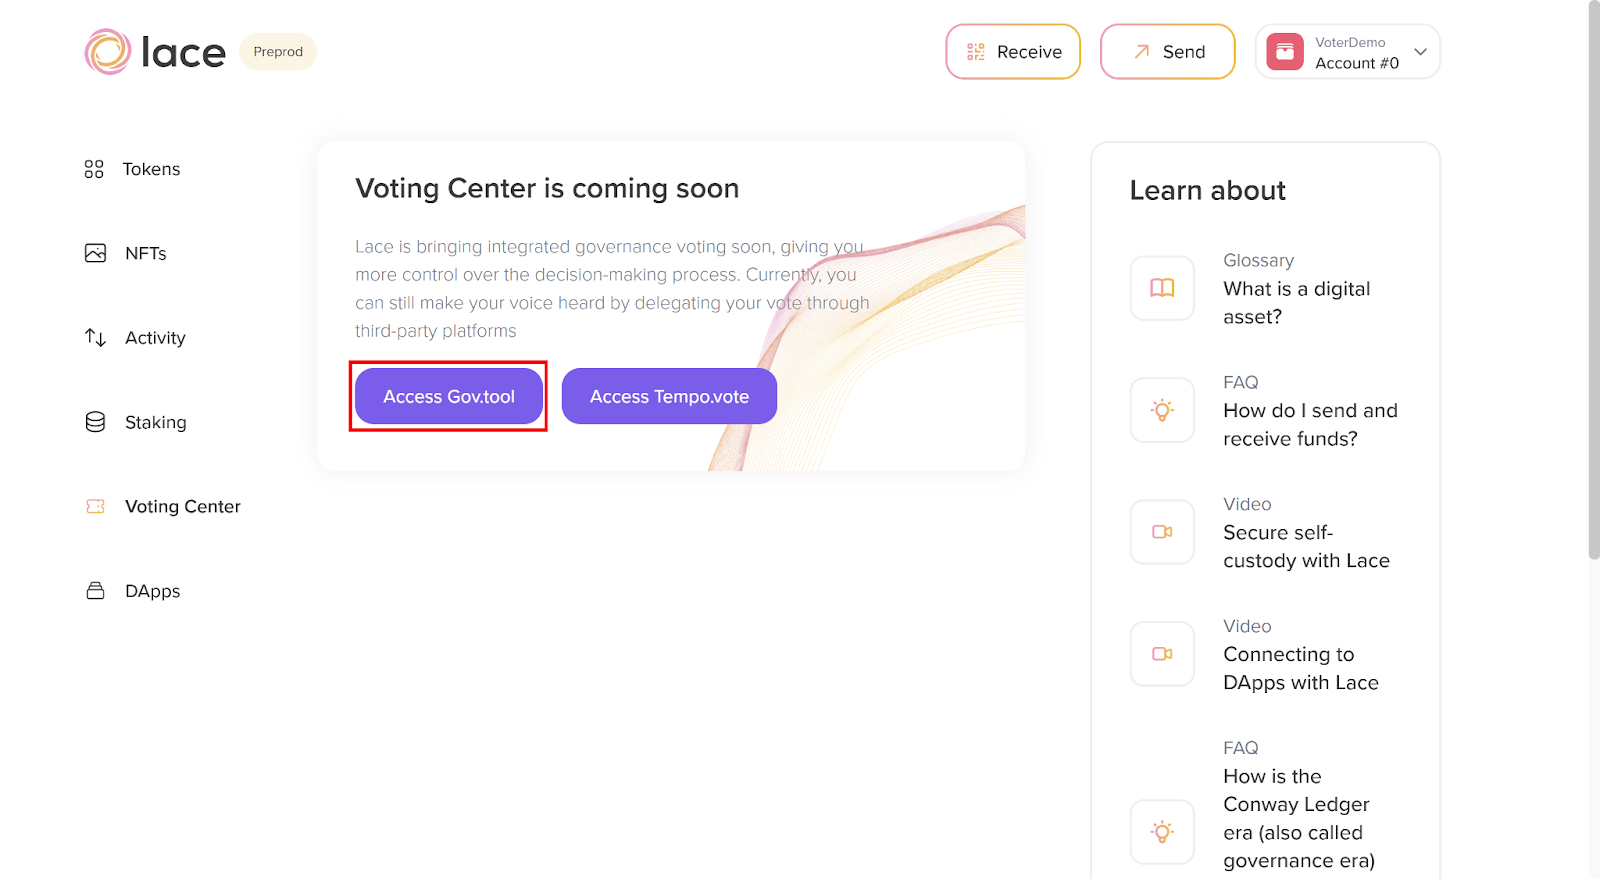 lace
Preprod
Receive
Send
VoterDemo
Account #0
Tokens
NFTs
Activity
Staking
Voting Center
DApps
Voting Center is coming soon
Lace is bringing integrated governance voting soon, giving you
more control over the decision-making process. Currently, you
can still make your voice heard by delegating your vote through
third-party platforms
Access Gov.tool
Access Tempo.vote
Learn about
Glossary
What is a digital
asset?
FAQ
How do I send and
receive funds?
Video
Secure self-
custody with Lace
Video
Connecting to
DApps with Lace
FAQ
How is the
Conway Ledger
era (also called
governance era)